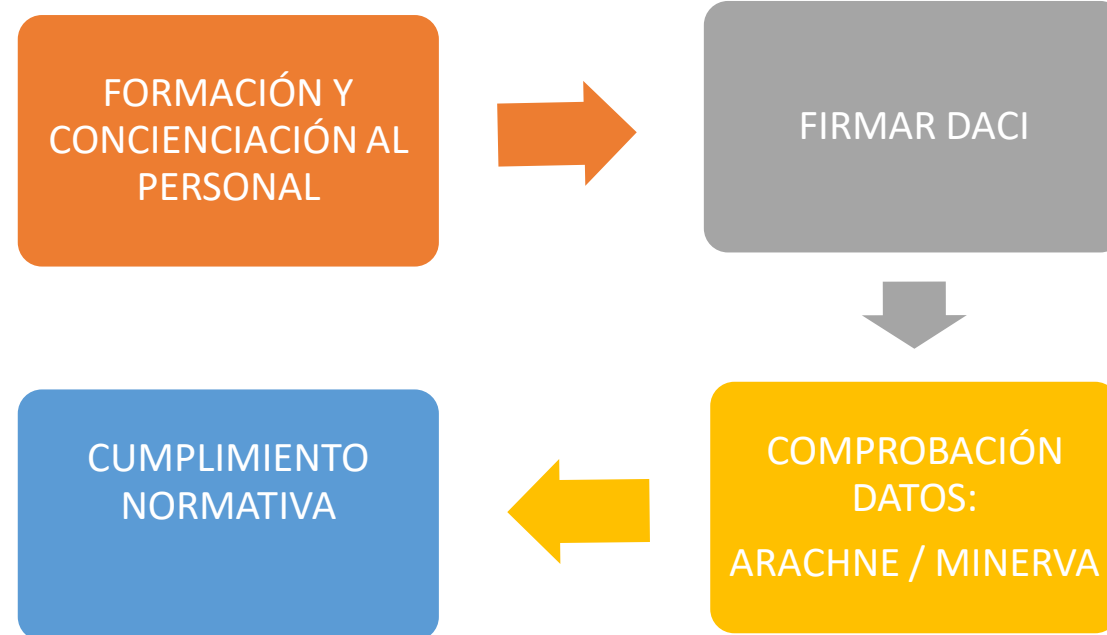 FORMACIÓN Y
CONCIENCIACIÓN AL
PERSONAL
FIRMAR DACI
COMPROBACIÓN
DATOS:
ARACHNE / MINERVA
CUMPLIMIENTO
NORMATIVA